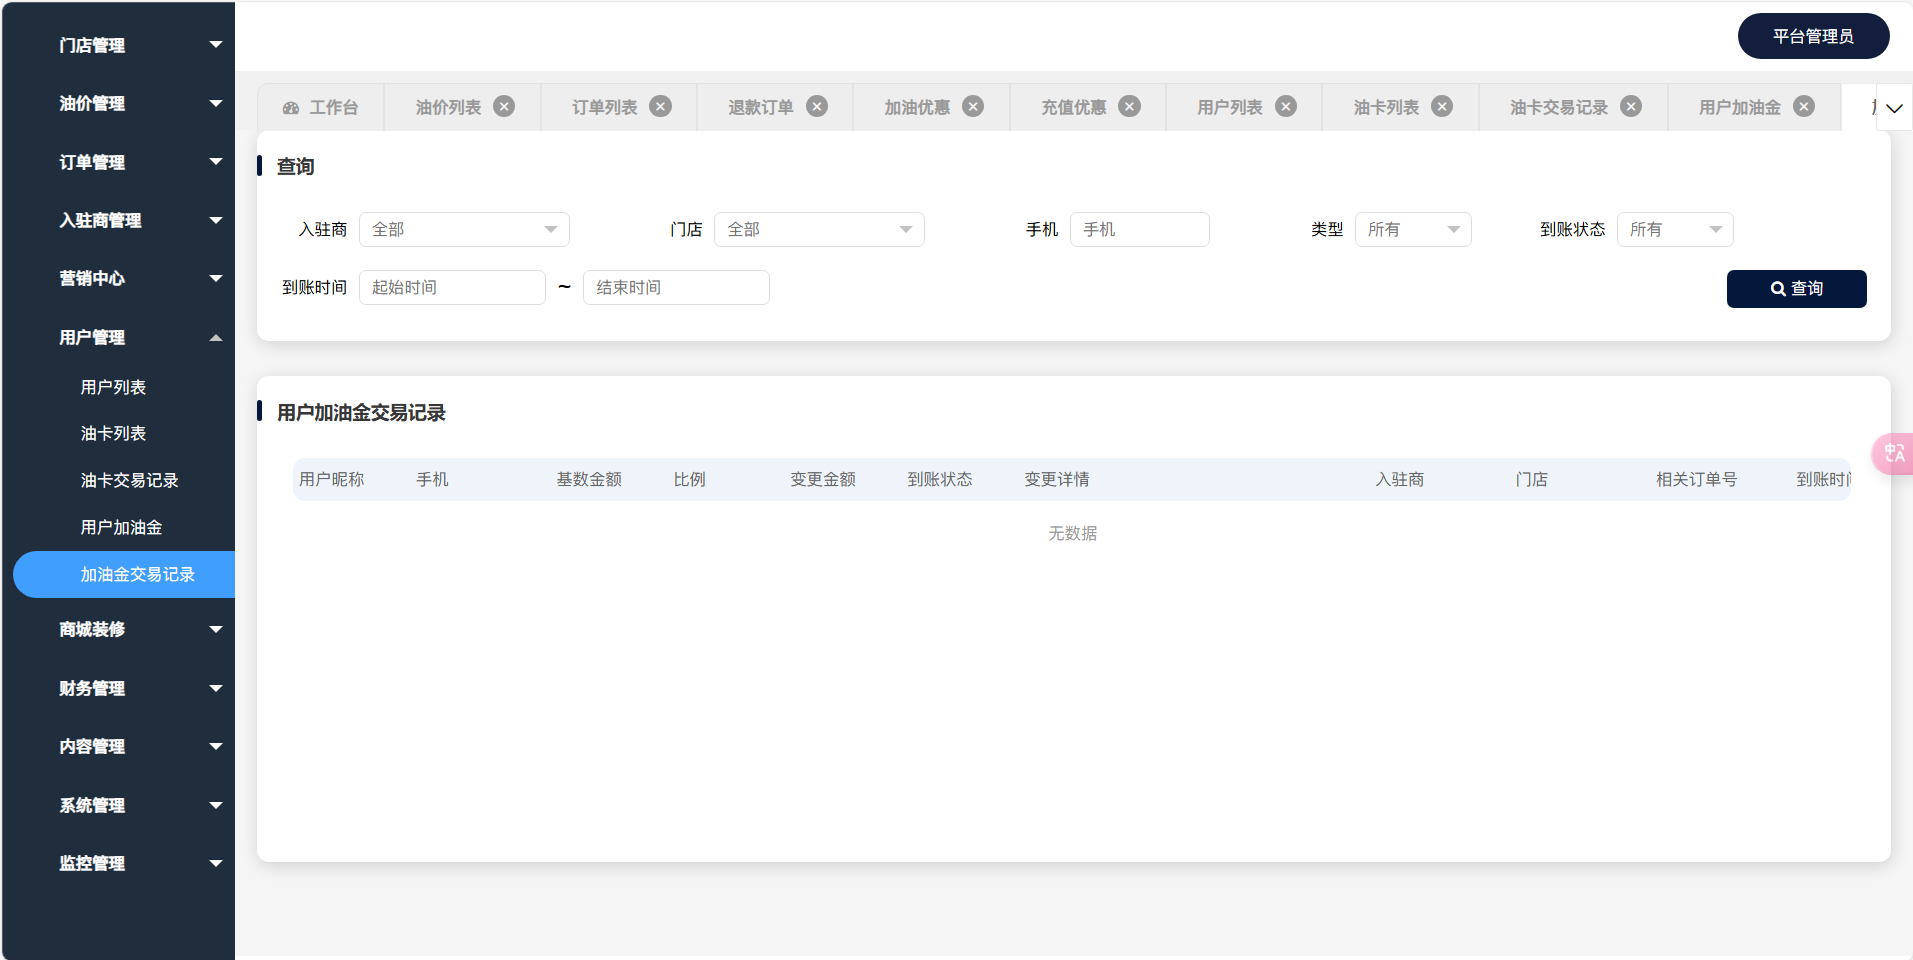 平台管理员
门店管理
油价管理
订单管理
入驻商管理
营销中心
用户管理
用户列表
油卡列表
油卡交易记录
用户加油金
加油金交易记录
商城装修
财务管理
内容管理
系统管理
监控管理
工作台 油价列表 订单列表 退款订单 加油优惠 充值优惠 用户列表 油卡列表 油卡交易记录 用户加油金
查询
入驻商 全部 门店 全部 手机 手机 类型 所有 到账状态 所有
到账时间 起始时间 ~ 结束时间 查询
用户加油金交易记录
用户昵称 手机 基数金额 比例 变更金额 到账状态 变更详情 入驻商 门店 相关订单号 到账时间
无数据
中A